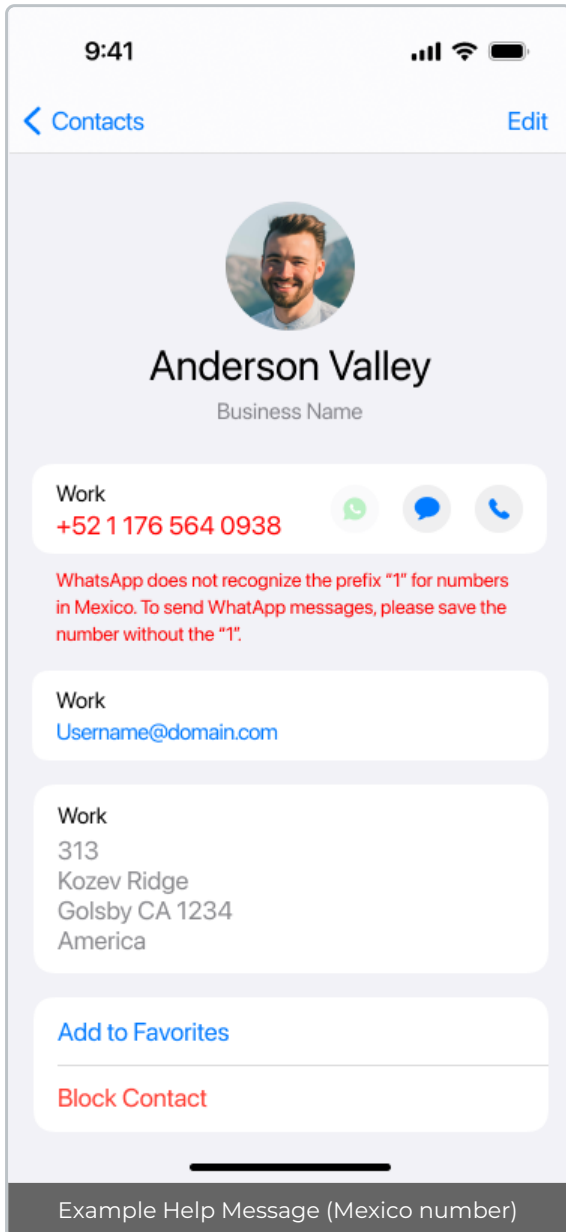 9:41
Contacts
Edit
Anderson Valley
Business Name
Work
+52 1 176 564 0938
WhatsApp does not recognize the prefix “1” for numbers
in Mexico. To send WhatApp messages, please save the
number without the “1”.
Work
Username@domain.com
Work
313
Kozev Ridge
Golsby CA 1234
America
Add to Favorites
Block Contact
Example Help Message (Mexico number)